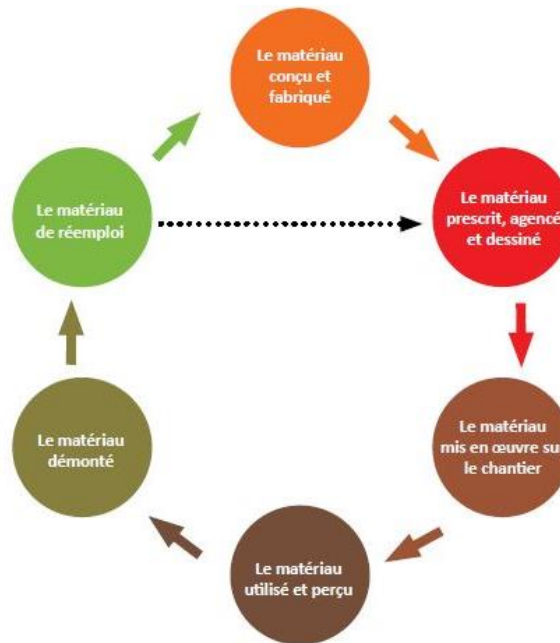 Le matériau
conçu et
fabriqué
Le matériau
prescrit, agencé
et dessiné
Le matériau
mis en œuvre sur
le chantier
Le matériau
utilisé et perçu
Le matériau
démonté
Le matériau
de réemploi